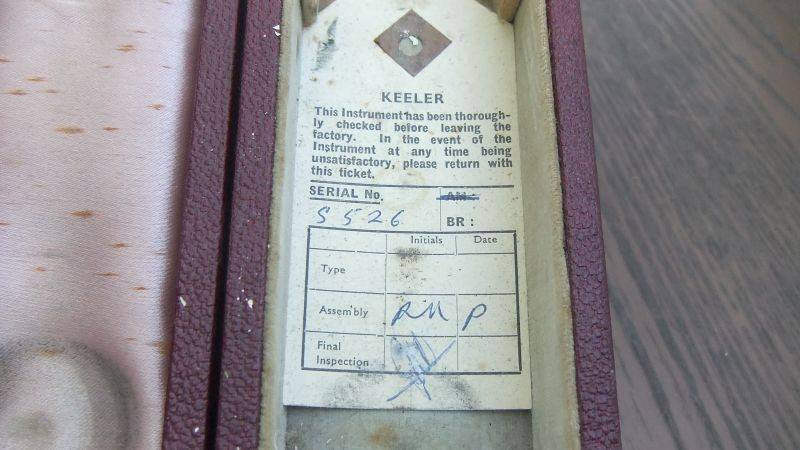 KEELER
This Instrument has been thorough-
ly checked before leaving the
factory. In the event of the
Instrument at any time being
unsatisfactory, please return with
this ticket.
SERIAL No. AM :
S 526 BR :
Initials Date
Type
Assembly RM P
Final
Inspection